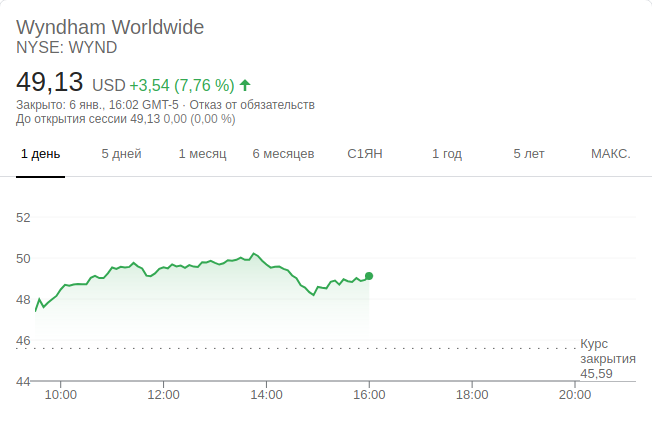 Wyndham Worldwide
NYSE: WYND
49,13 USD +3,54 (7,76 %)
Закрыто: 6 янв., 16:02 GMT-5 · Отказ от обязательств
До открытия сессии 49,13 0,00 (0,00 %)
1 день 5 дней 1 месяц 6 месяцев С1ЯН 1 год 5 лет МАКС.
52
50
48
46
Курс
закрытия
45,59
44
10:00 12:00 14:00 16:00 18:00 20:00